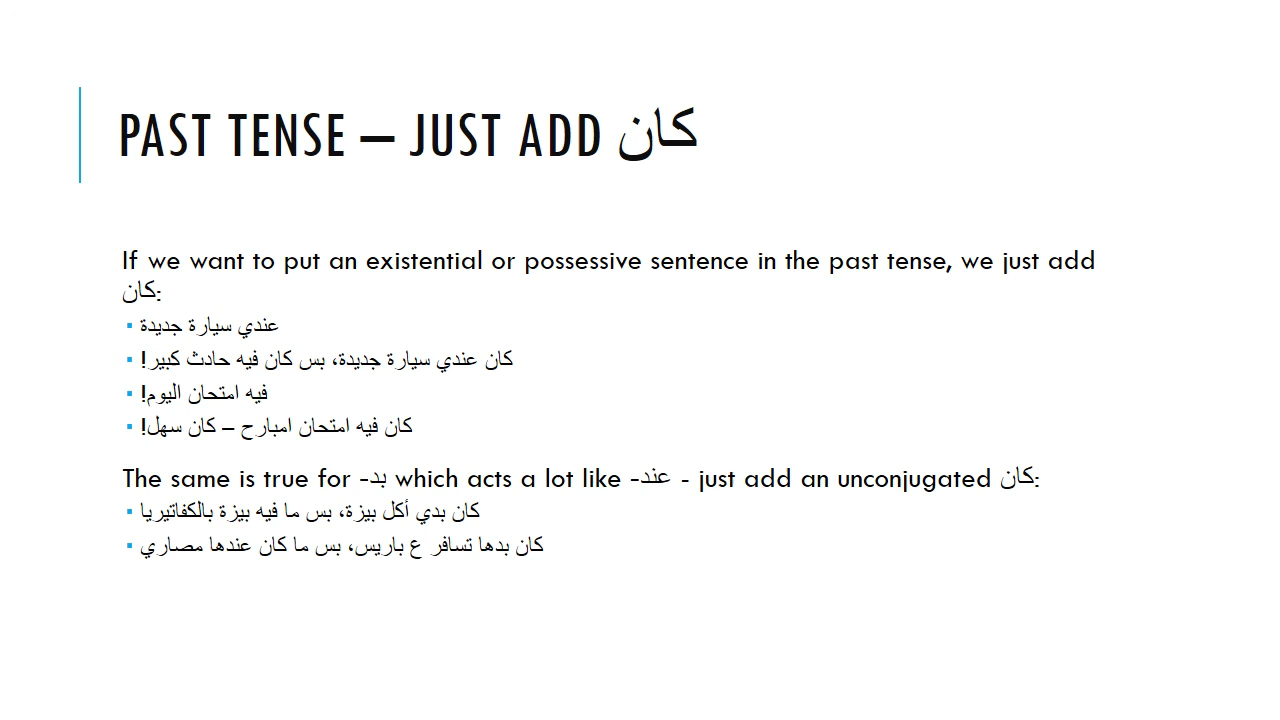 PAST TENSE – JUST ADD كان
If we want to put an existential or possessive sentence in the past tense, we just add
كان:
▪ عندي سيارة جديدة
▪ كان عندي سيارة جديدة، بس كان فيه حادث كبير!
▪ فيه امتحان اليوم!
▪ كان فيه امتحان امبارح – كان سهل!
The same is true for -بد which acts a lot like -عند - just add an unconjugated كان:
▪ كان بدي أكل بيزة، بس ما فيه بيزة بالكفاتيريا
▪ كان بدها تسافر ع باريس، بس ما كان عندها مصاري